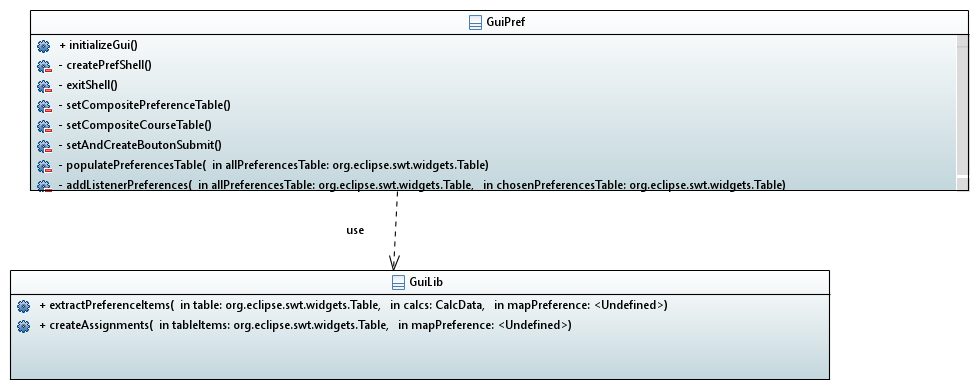 GuiPref
+ initializeGui()
- createPrefShell()
- exitShell()
- setCompositePreferenceTable()
- setCompositeCourseTable()
- setAndCreateBoutonSubmit()
- populatePreferencesTable( in allPreferencesTable: org.eclipse.swt.widgets.Table)
- addListenerPreferences( in allPreferencesTable: org.eclipse.swt.widgets.Table, in chosenPreferencesTable: org.eclipse.swt.widgets.Table)
use
GuiLib
+ extractPreferenceItems( in table: org.eclipse.swt.widgets.Table, in calcs: CalcData, in mapPreference: <Undefined>)
+ createAssignments( in tableItems: org.eclipse.swt.widgets.Table, in mapPreference: <Undefined>)